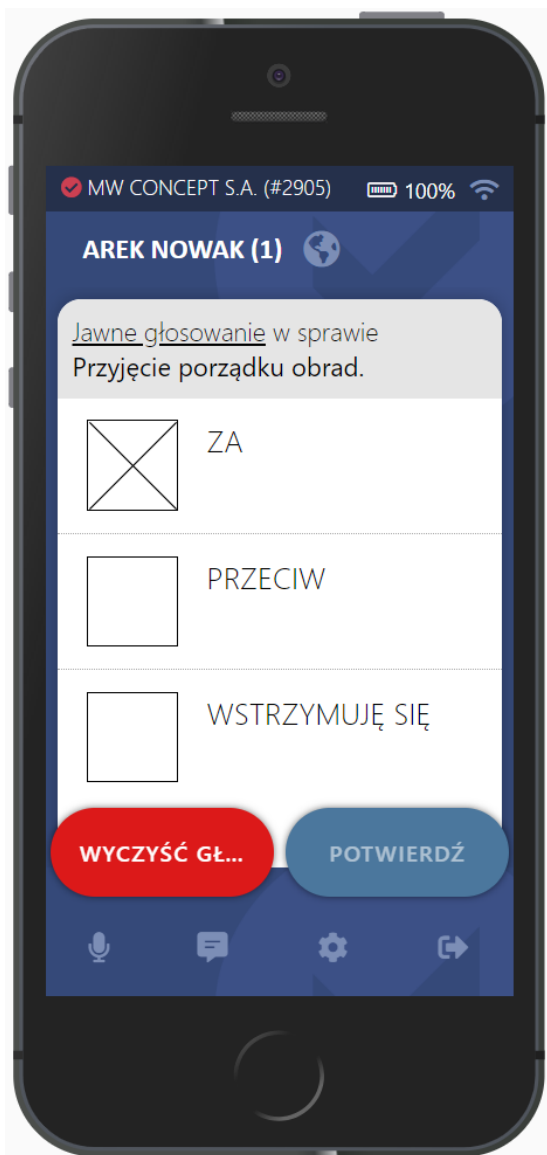 MW CONCEPT S.A. (#2905) 100%
AREK NOWAK (1)
Jawne głosowanie w sprawie
Przyjęcie porządku obrad.
ZA
PRZECIW
WSTRZYMUJĘ SIĘ
WYCZYŚĆ GŁ... POTWIERDŹ